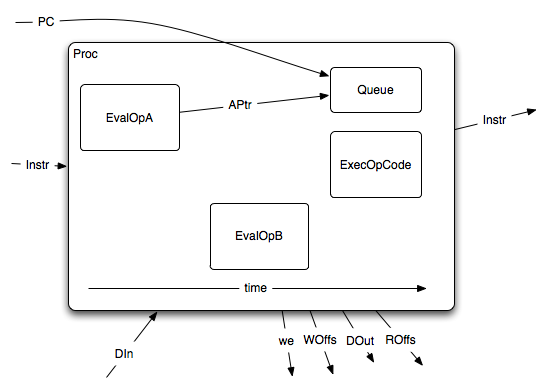 PC
Proc
Queue
EvalOpA
APtr
Instr
ExecOpCode
Instr
EvalOpB
time
we
WOffs
DOut
ROffs
DIn